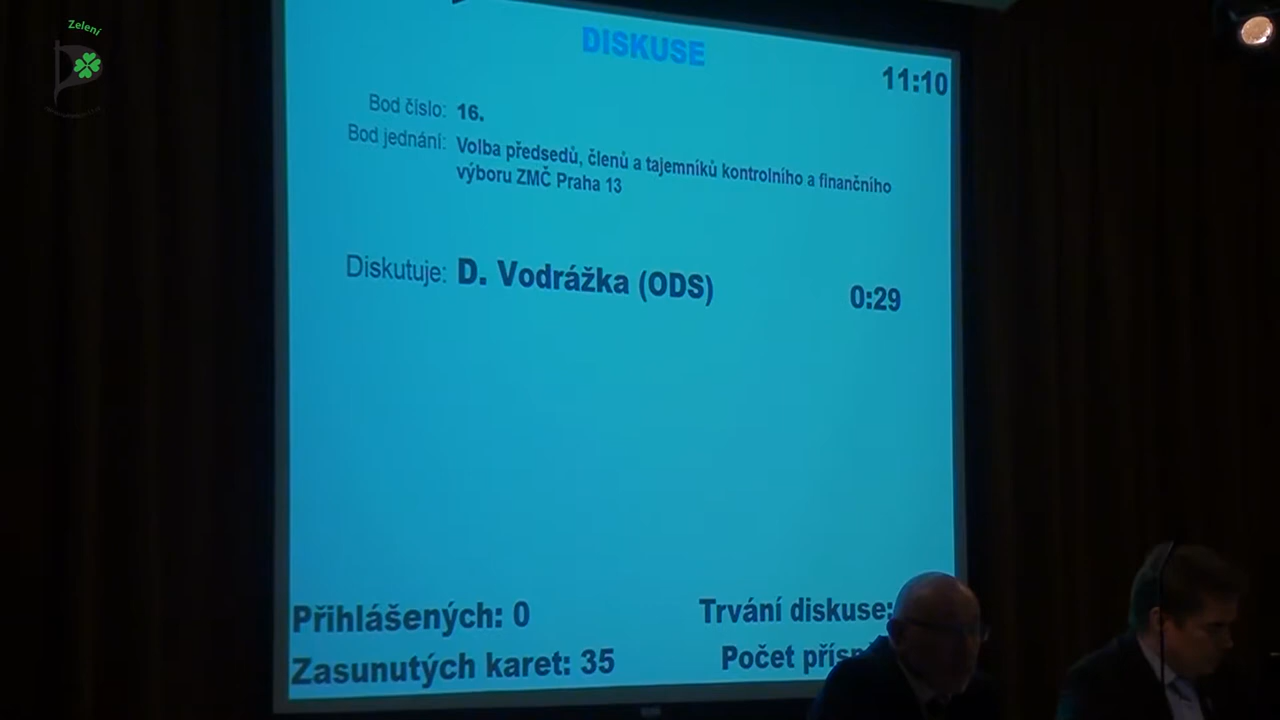 Zelení
DISKUSE
11:10
Bod číslo: 16.
Bod jednání: Volba předsedů, členů a tajemníků kontrolního a finančního
výboru ZMČ Praha 13
Diskutuje: D. Vodrážka (ODS)
0:29
Přihlášených: 0
Trvání diskuse:
Zasunutých karet: 35
Počet